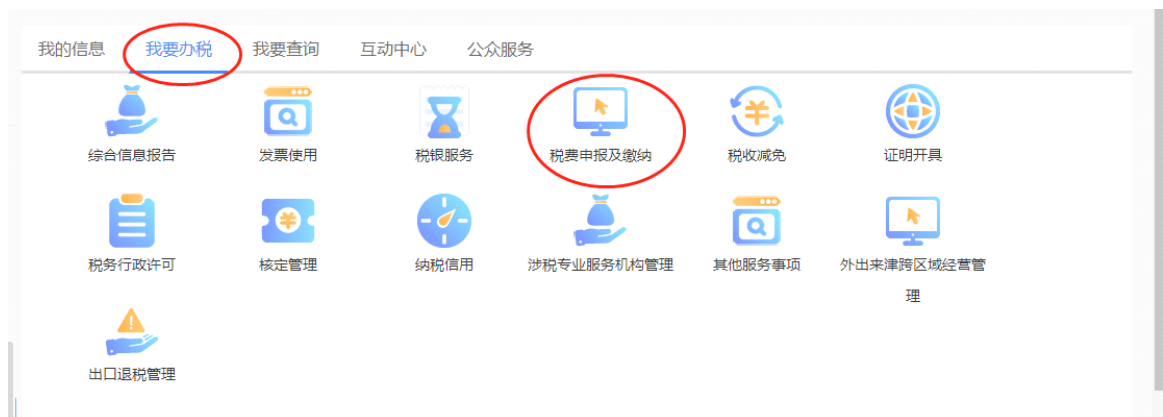 我的信息 我要办税 我要查询 互动中心 公众服务
综合信息报告 发票使用 税银服务 税费申报及缴纳 税收减免 证明开具
税务行政许可 核定管理 纳税信用 涉税专业服务机构管理 其他服务事项 外出来津跨区域经营管
理
出口退税管理